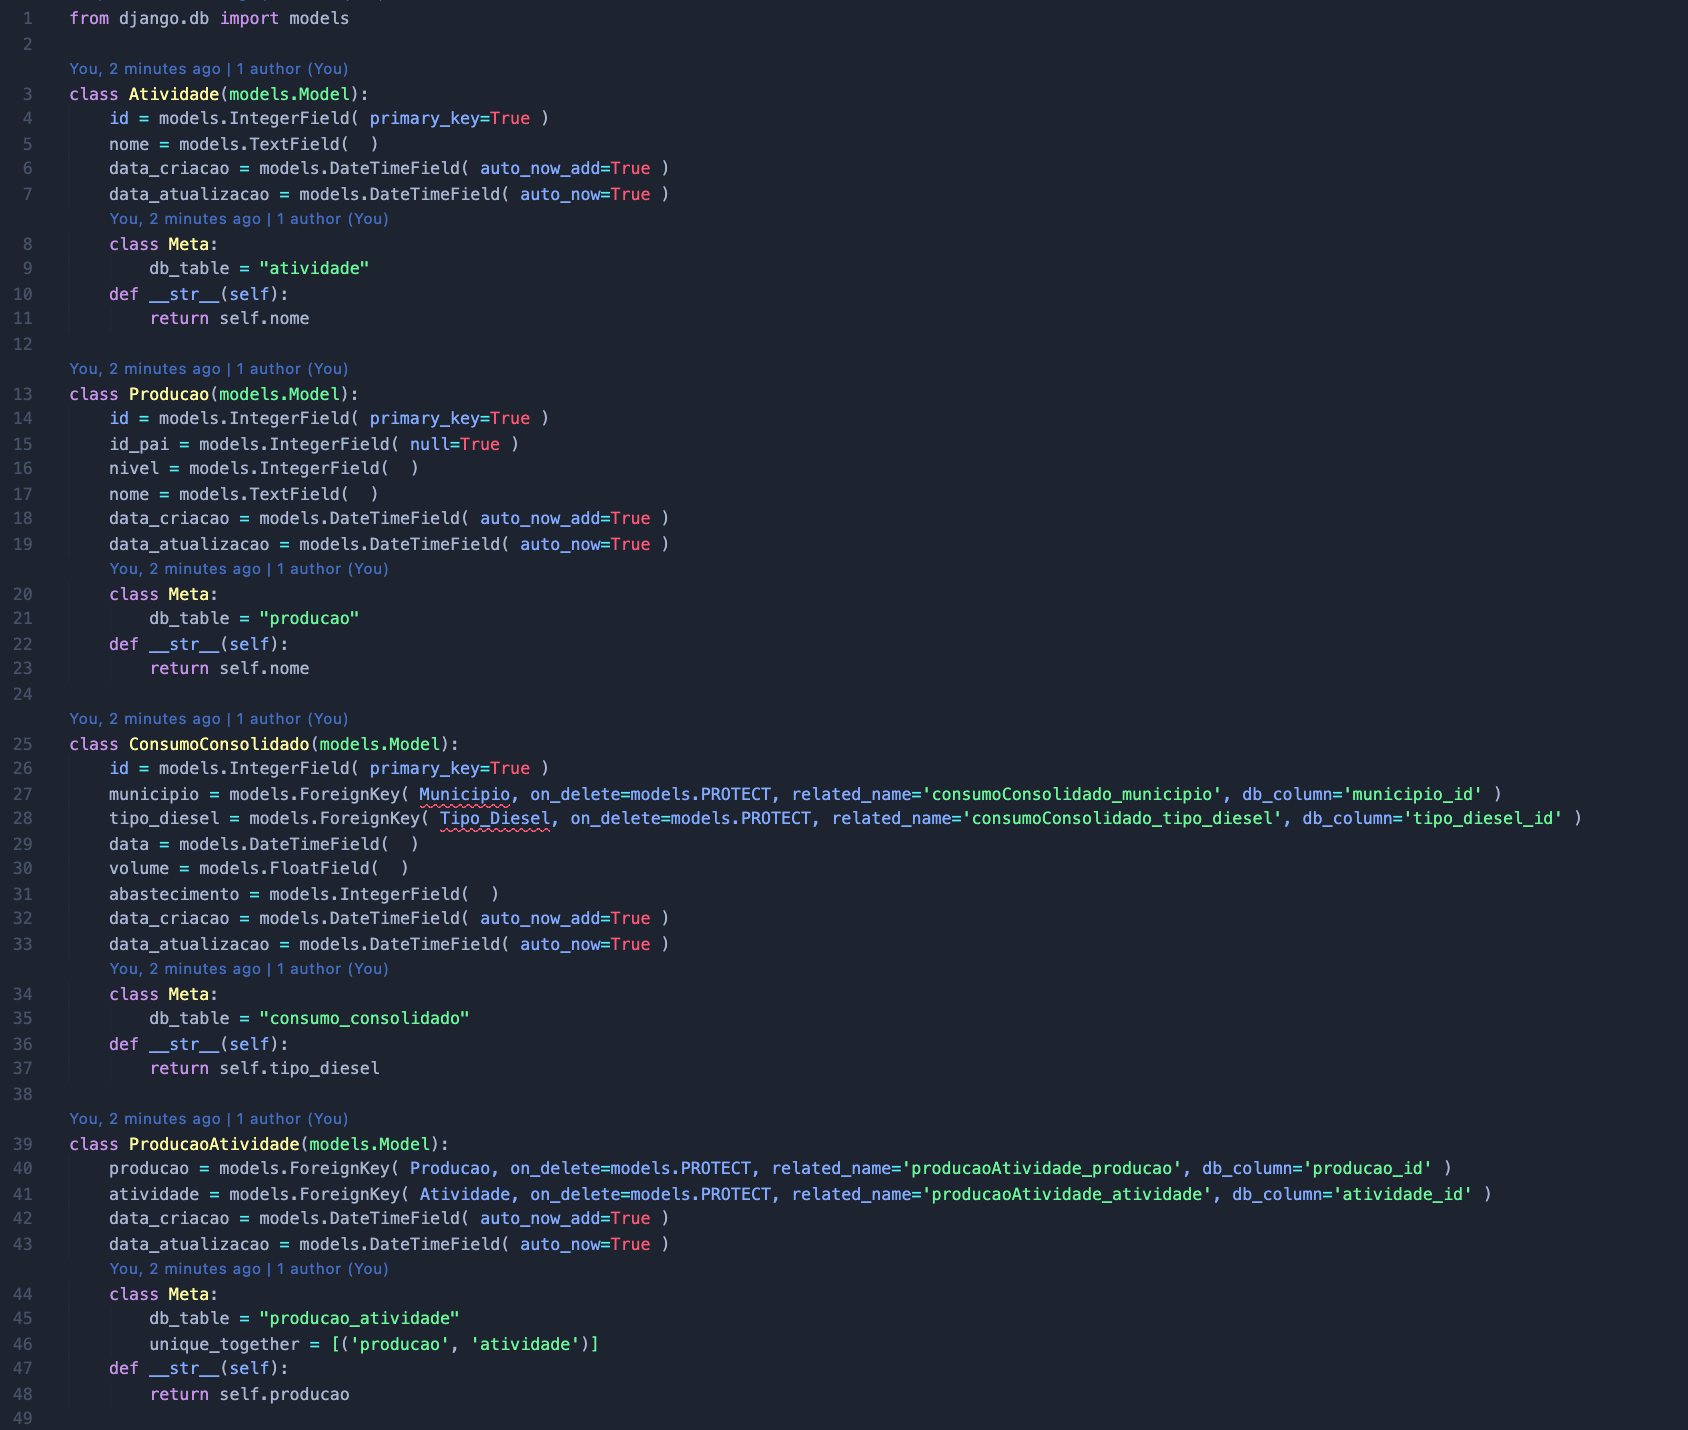 1 from django.db import models
2
You, 2 minutes ago | 1 author (You)
3 class Atividade(models.Model):
4     id = models.IntegerField( primary_key=True )
5     nome = models.TextField(  )
6     data_criacao = models.DateTimeField( auto_now_add=True )
7     data_atualizacao = models.DateTimeField( auto_now=True )
You, 2 minutes ago | 1 author (You)
8     class Meta:
9         db_table = "atividade"
10     def __str__(self):
11         return self.nome
12
You, 2 minutes ago | 1 author (You)
13 class Producao(models.Model):
14     id = models.IntegerField( primary_key=True )
15     id_pai = models.IntegerField( null=True )
16     nivel = models.IntegerField(  )
17     nome = models.TextField(  )
18     data_criacao = models.DateTimeField( auto_now_add=True )
19     data_atualizacao = models.DateTimeField( auto_now=True )
You, 2 minutes ago | 1 author (You)
20     class Meta:
21         db_table = "producao"
22     def __str__(self):
23         return self.nome
24
You, 2 minutes ago | 1 author (You)
25 class ConsumoConsolidado(models.Model):
26     id = models.IntegerField( primary_key=True )
27     municipio = models.ForeignKey( Municipio, on_delete=models.PROTECT, related_name='consumoConsolidado_municipio', db_column='municipio_id' )
28     tipo_diesel = models.ForeignKey( Tipo_Diesel, on_delete=models.PROTECT, related_name='consumoConsolidado_tipo_diesel', db_column='tipo_diesel_id' )
29     data = models.DateTimeField(  )
30     volume = models.FloatField(  )
31     abastecimento = models.IntegerField(  )
32     data_criacao = models.DateTimeField( auto_now_add=True )
33     data_atualizacao = models.DateTimeField( auto_now=True )
You, 2 minutes ago | 1 author (You)
34     class Meta:
35         db_table = "consumo_consolidado"
36     def __str__(self):
37         return self.tipo_diesel
38
You, 2 minutes ago | 1 author (You)
39 class ProducaoAtividade(models.Model):
40     producao = models.ForeignKey( Producao, on_delete=models.PROTECT, related_name='producaoAtividade_producao', db_column='producao_id' )
41     atividade = models.ForeignKey( Atividade, on_delete=models.PROTECT, related_name='producaoAtividade_atividade', db_column='atividade_id' )
42     data_criacao = models.DateTimeField( auto_now_add=True )
43     data_atualizacao = models.DateTimeField( auto_now=True )
You, 2 minutes ago | 1 author (You)
44     class Meta:
45         db_table = "producao_atividade"
46         unique_together = [('producao', 'atividade')]
47     def __str__(self):
48         return self.producao
49